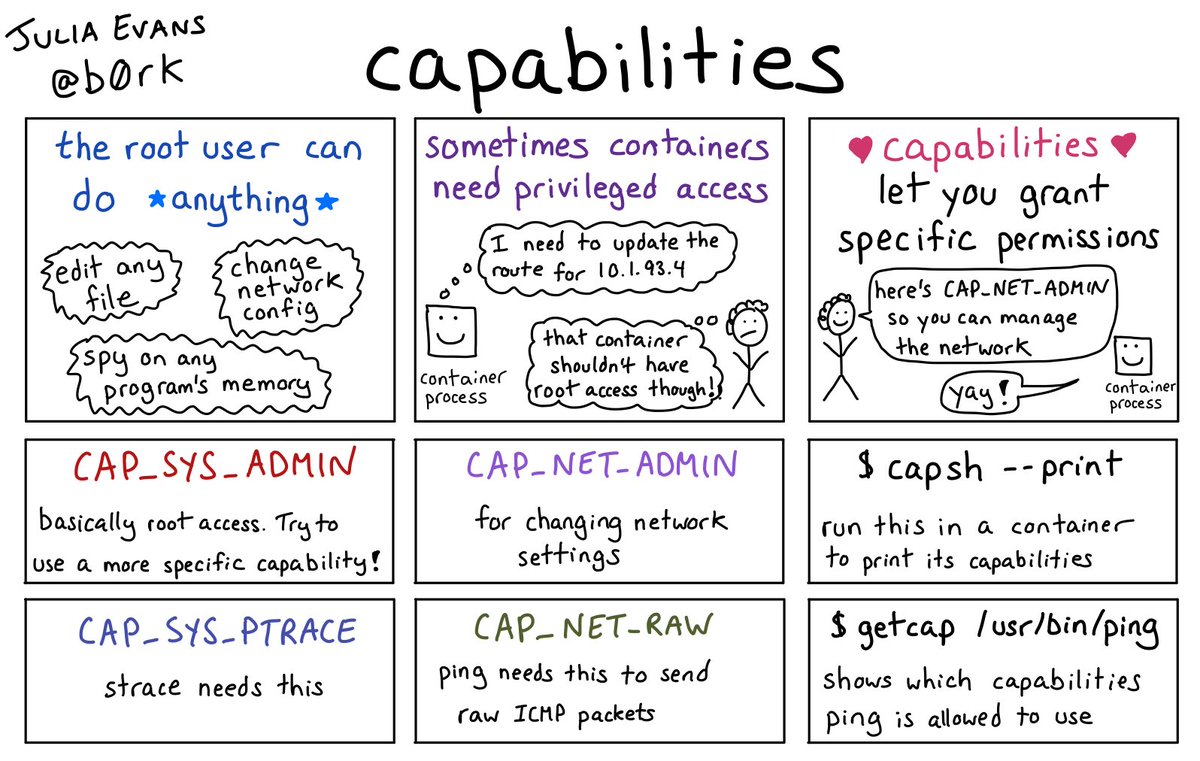 JULIA EVANS
@b0rk
capabilities
the root user can
do *anything*
edit any
file
change
network
config
spy on any
program's memory
sometimes containers
need privileged access
I need to update the
route for 10.1.93.4
container
process
that container
shouldn't have
root access though!
♥ capabilities ♥
let you grant
specific permissions
here's CAP_NET_ADMIN
so you can manage
the network
yay!
container
process
CAP_SYS_ADMIN
basically root access. Try to
use a more specific capability!
CAP_NET_ADMIN
for changing network
settings
$ capsh --print
run this in a container
to print its capabilities
CAP_SYS_PTRACE
strace needs this
CAP_NET_RAW
ping needs this to send
raw ICMP packets
$ getcap /usr/bin/ping
shows which capabilities
ping is allowed to use